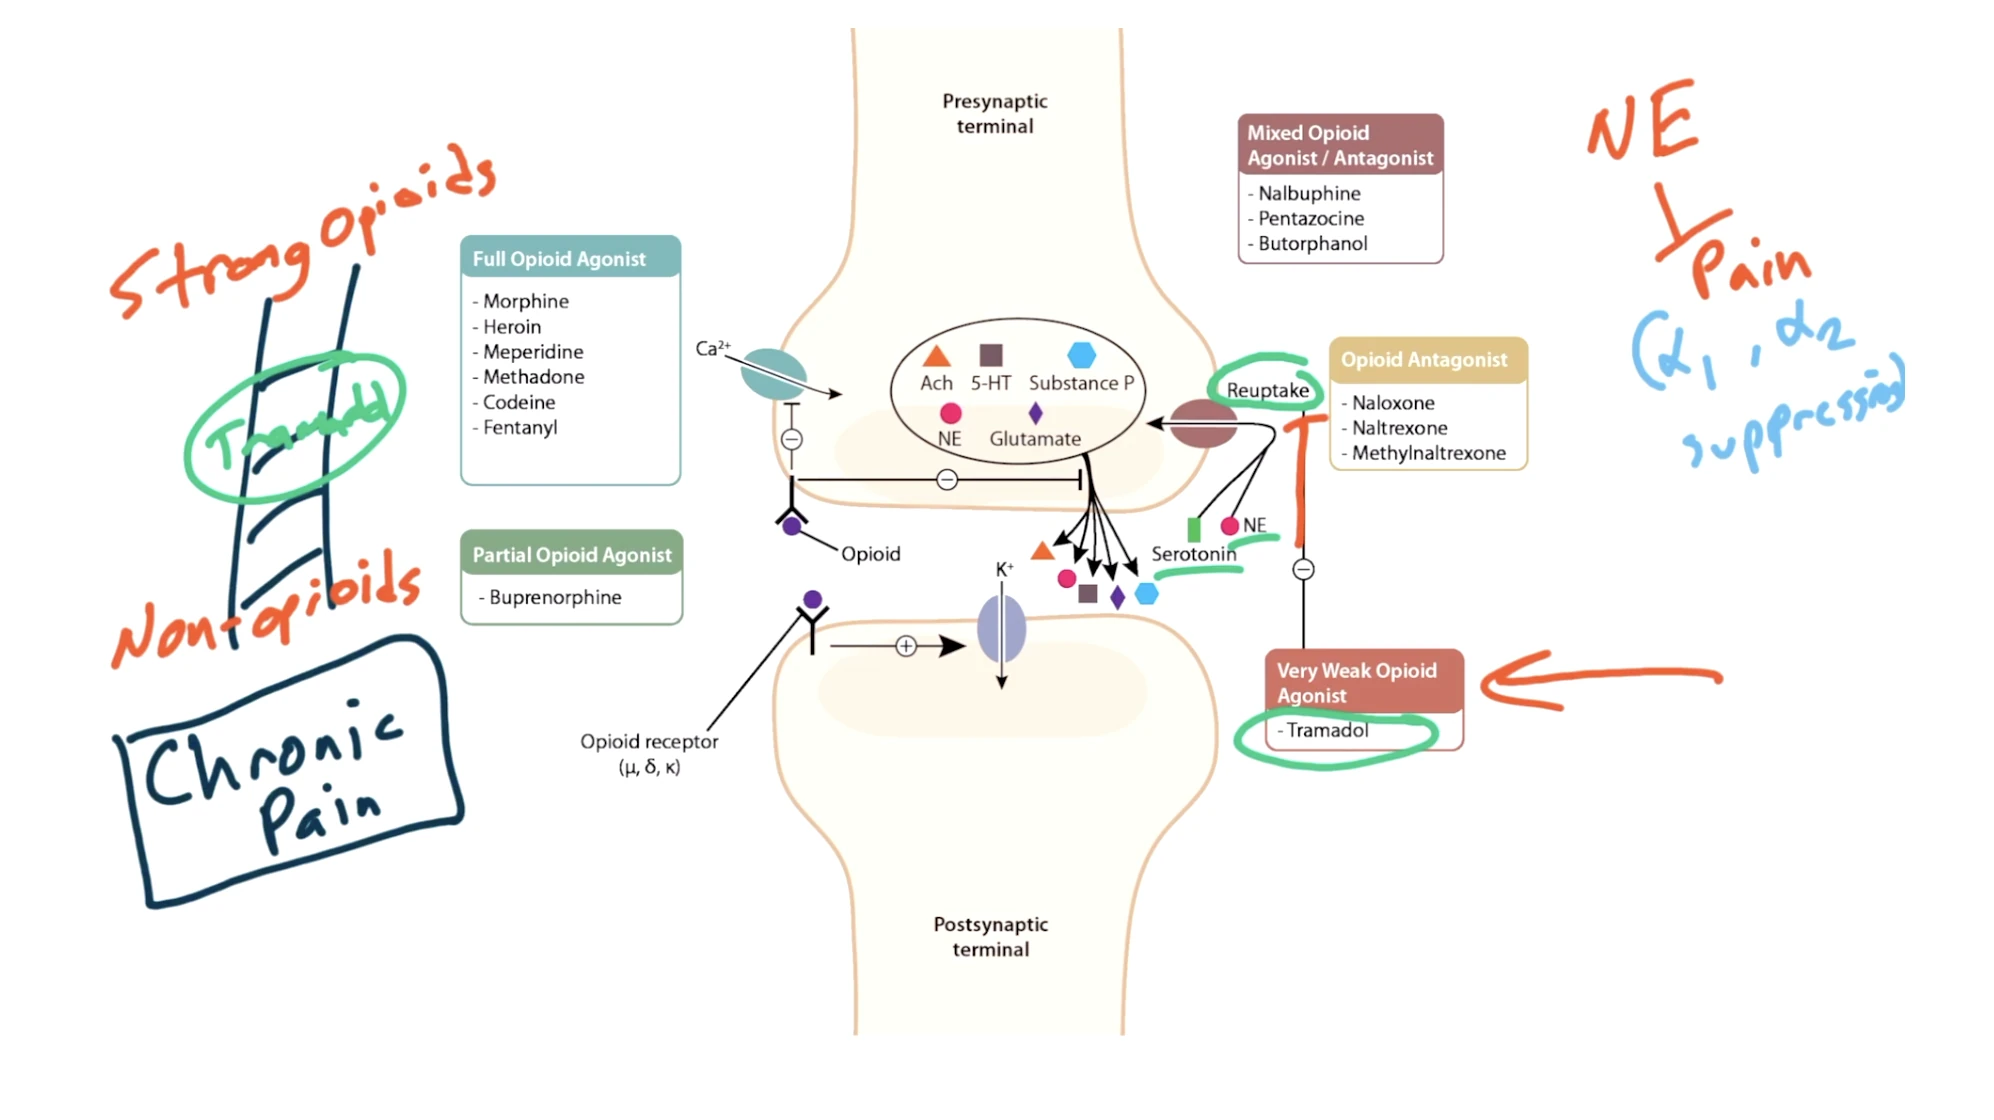 Presynaptic
terminal
Mixed Opioid
Agonist / Antagonist
- Nalbuphine
- Pentazocine
- Butorphanol
NE
Pain
(α1, α2
suppressing)
Strong Opioids
Tramadol
Non-opioids
Chronic
Pain
Full Opioid Agonist
- Morphine
- Heroin
- Meperidine
- Methadone
- Codeine
- Fentanyl
Partial Opioid Agonist
- Buprenorphine
Ca²⁺
Ach 5-HT Substance P
NE Glutamate
Reuptake
Opioid Antagonist
- Naloxone
- Naltrexone
- Methylnaltrexone
Opioid
NE
Serotonin
K⁺
Opioid receptor
(μ, δ, κ)
Very Weak Opioid
Agonist
- Tramadol
Postsynaptic
terminal